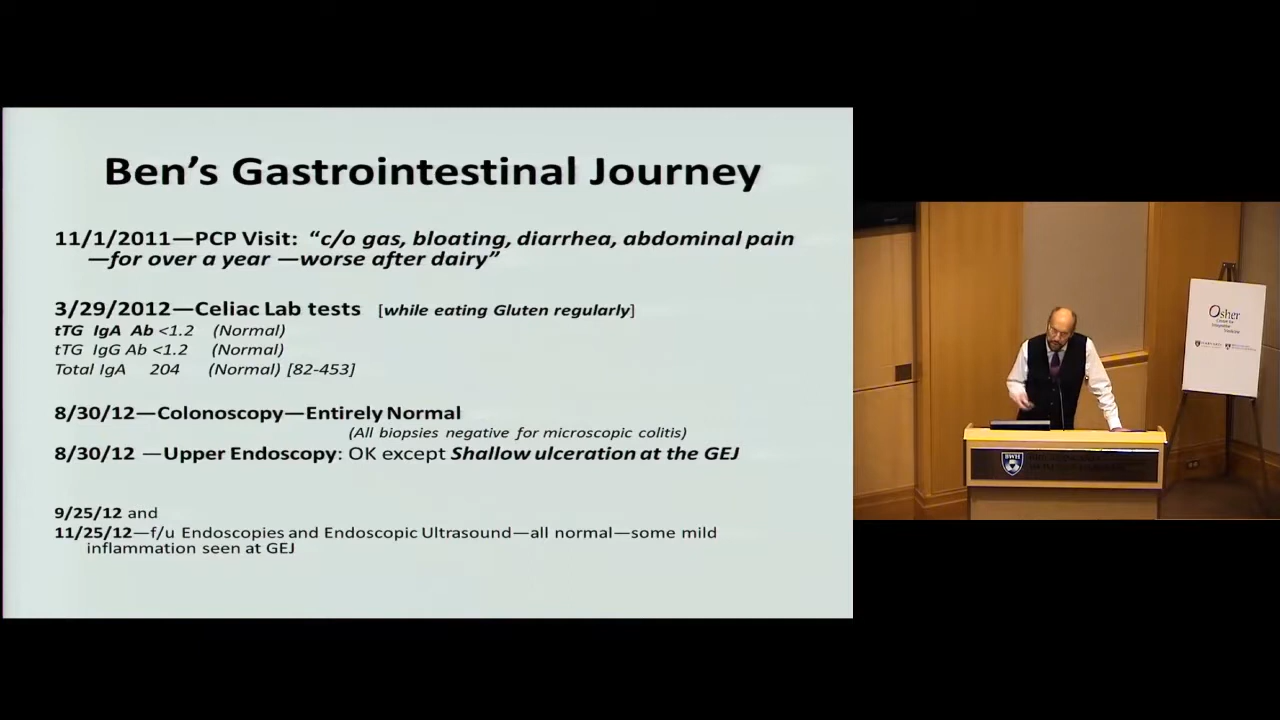 Ben's Gastrointestinal Journey
11/1/2011—PCP Visit: “c/o gas, bloating, diarrhea, abdominal pain
—for over a year —worse after dairy”
3/29/2012—Celiac Lab tests [while eating Gluten regularly]
tTG IgA Ab <1.2 (Normal)
tTG IgG Ab <1.2 (Normal)
Total IgA 204 (Normal) [82-453]
8/30/12—Colonoscopy—Entirely Normal
(All biopsies negative for microscopic colitis)
8/30/12 —Upper Endoscopy: OK except Shallow ulceration at the GEJ
9/25/12 and
11/25/12—f/u Endoscopies and Endoscopic Ultrasound—all normal—some mild
inflammation seen at GEJ
Osher
BWH